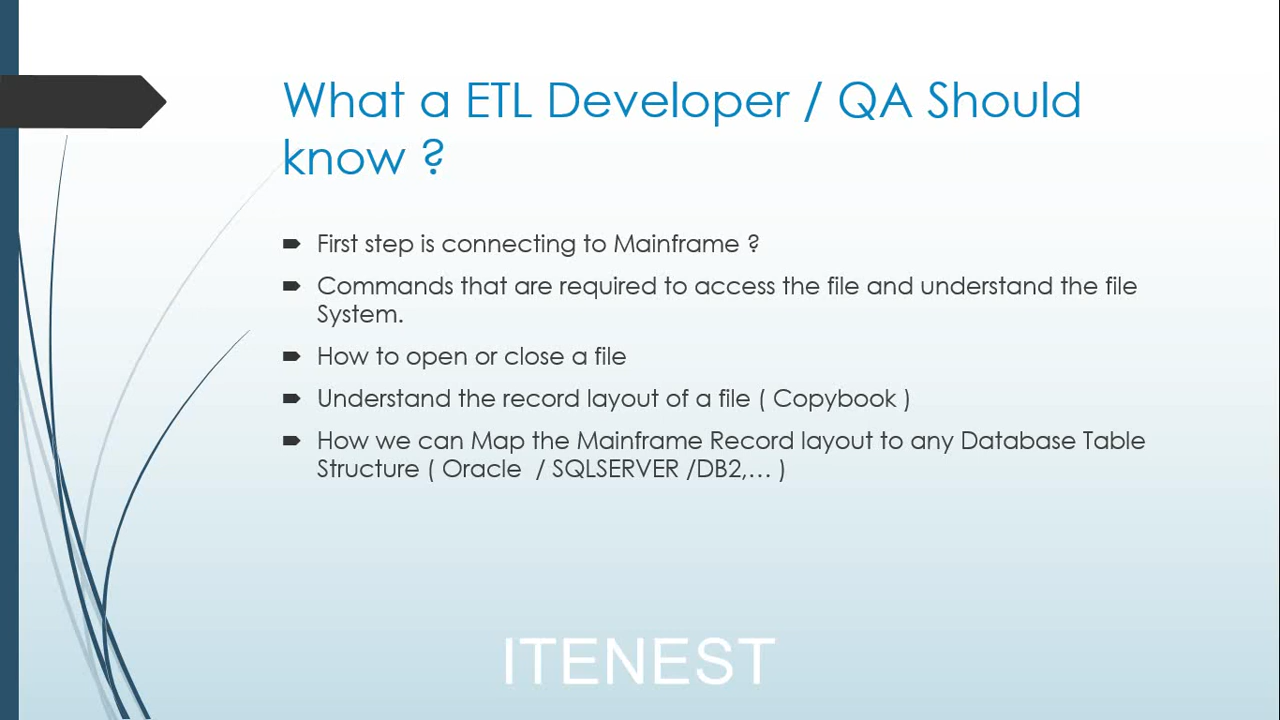 What a ETL Developer / QA Should
know ?
First step is connecting to Mainframe ?
Commands that are required to access the file and understand the file
System.
How to open or close a file
Understand the record layout of a file ( Copybook )
How we can Map the Mainframe Record layout to any Database Table
Structure ( Oracle  / SQLSERVER /DB2,... )
ITENEST